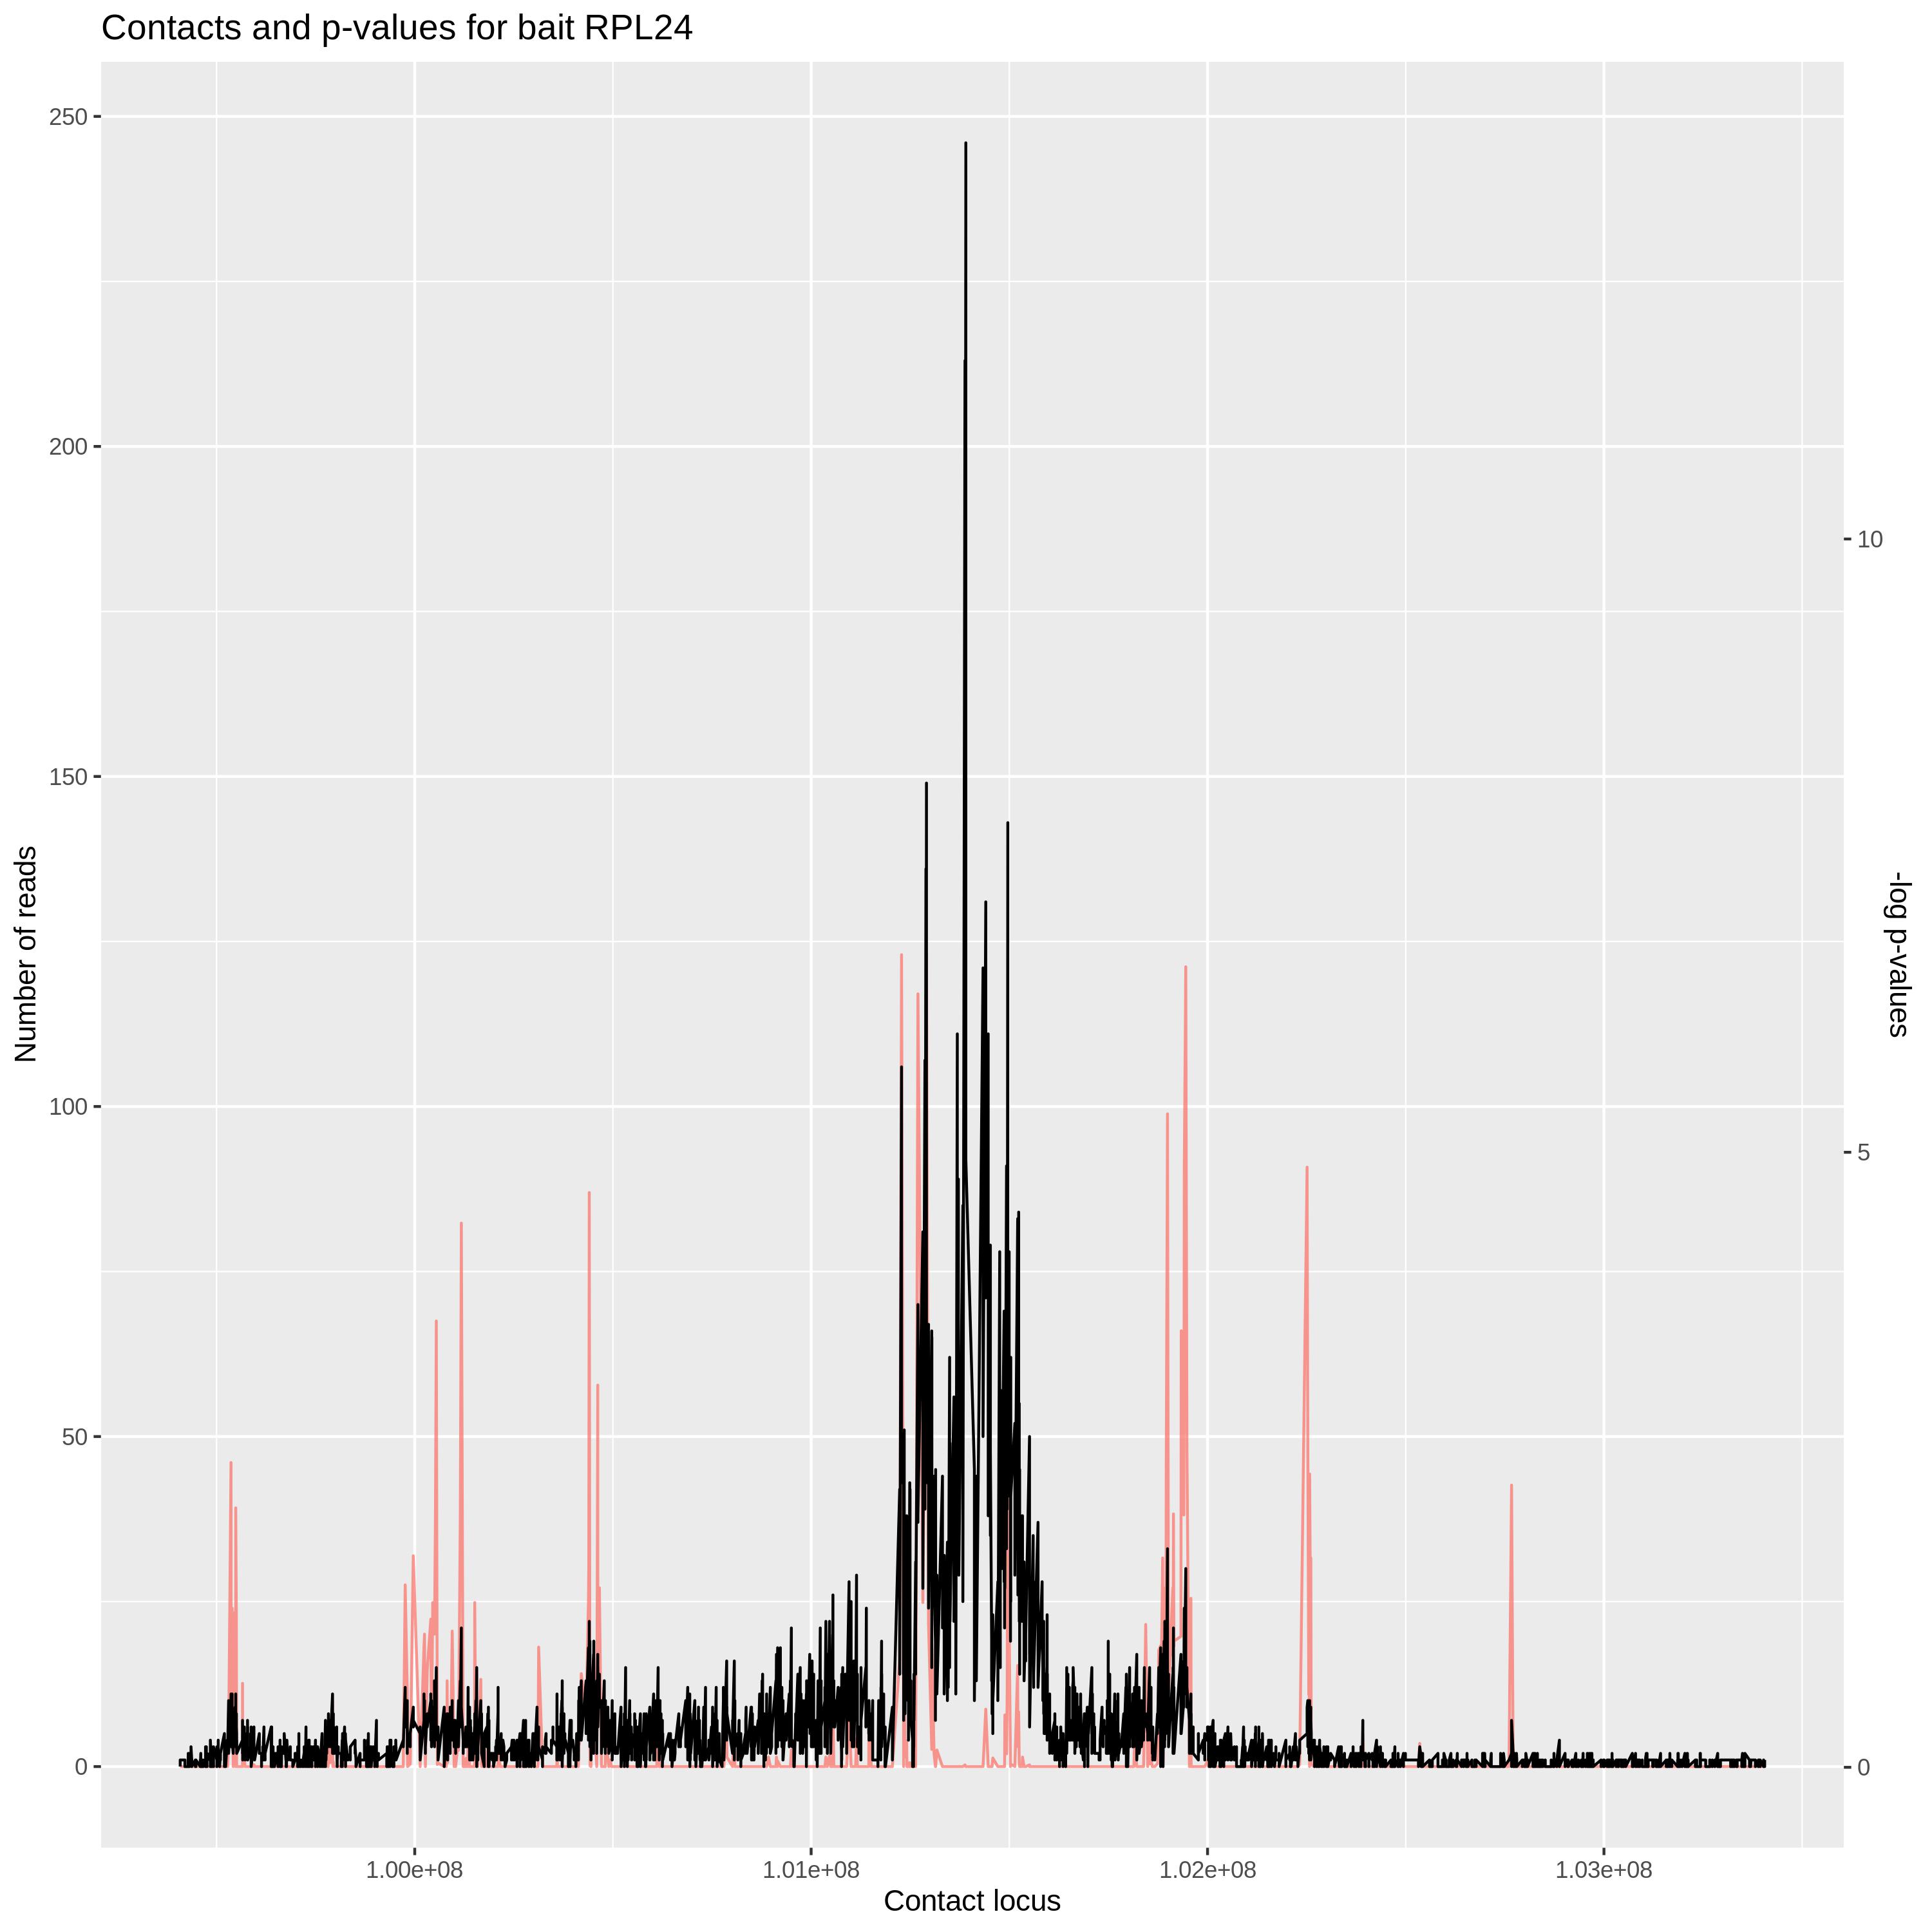 Contacts and p-values for bait RPL24
250
200
150
100
50
0
Number of reads
10
5
0
-log p-values
1.00e+08
1.01e+08
1.02e+08
1.03e+08
Contact locus